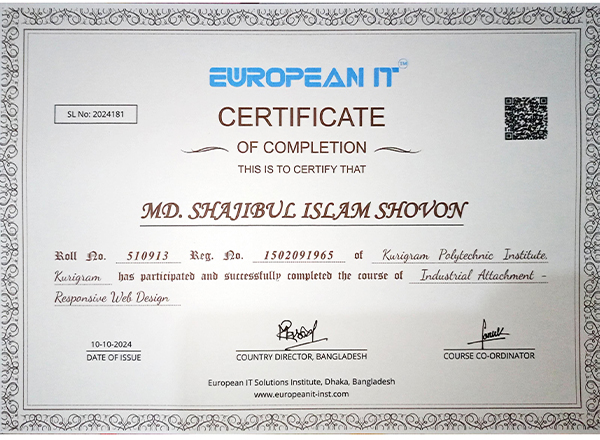 EUROPEAN IT™
SL No: 2024181
CERTIFICATE
OF COMPLETION
THIS IS TO CERTIFY THAT
MD. SHAJIBUL ISLAM SHOVON
Roll No. 510913 Reg. No. 1502091965 of Kurigram Polytechnic Institute,
Kurigram has participated and successfully completed the course of Industrial Attachment -
Responsive Web Design
10-10-2024
DATE OF ISSUE
COUNTRY DIRECTOR, BANGLADESH
COURSE CO-ORDINATOR
European IT Solutions Institute, Dhaka, Bangladesh
www.europeanit-inst.com